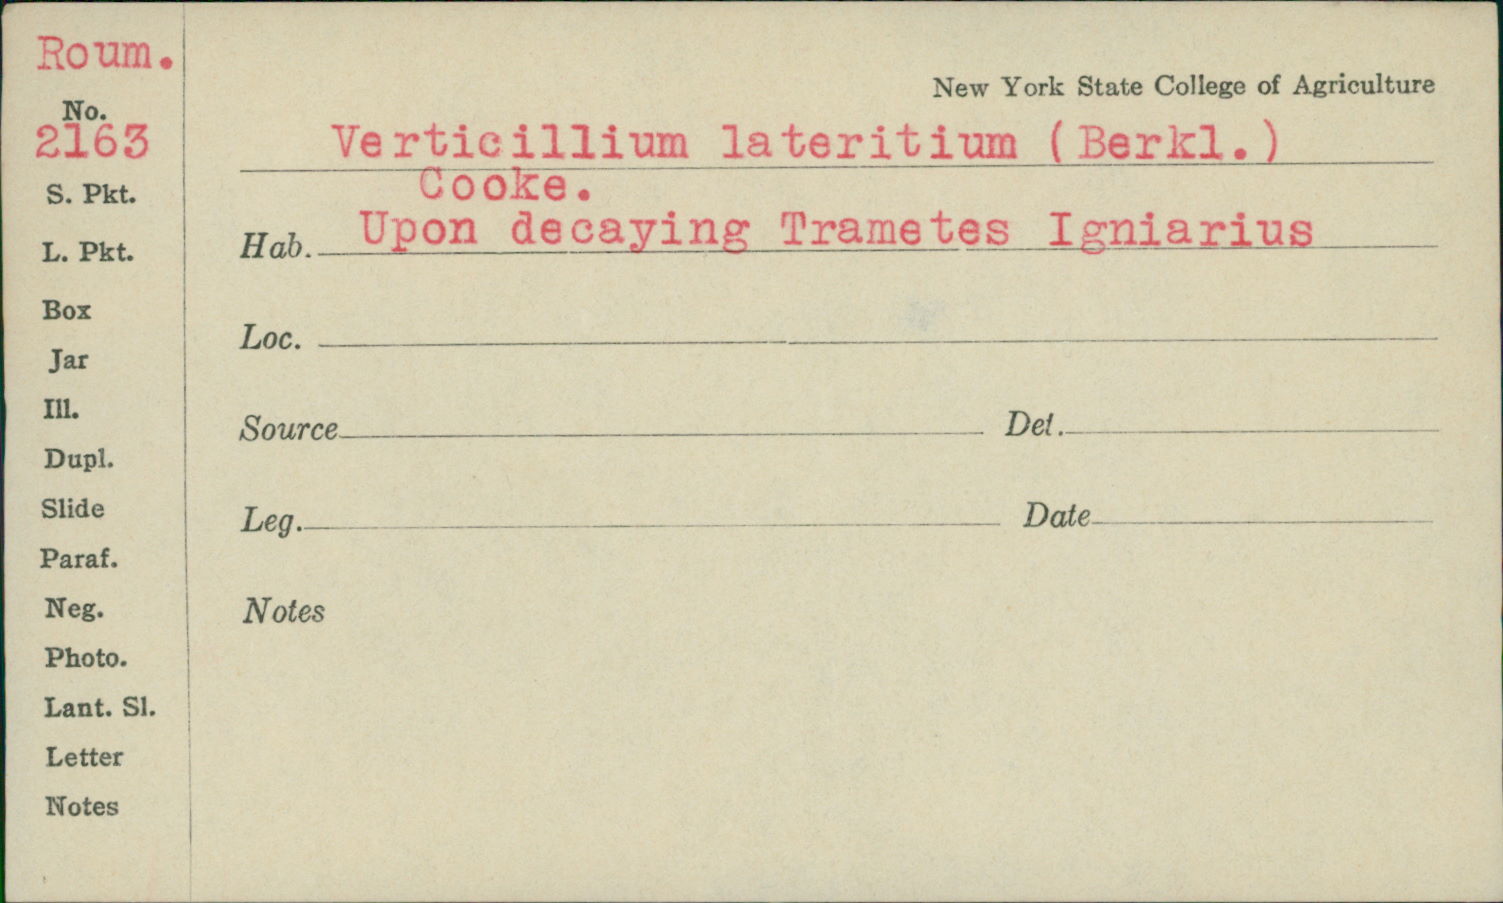 Roum.
No.
2163
S. Pkt.
L. Pkt.
Box
Jar
Ill.
Dupl.
Slide
Paraf.
Neg.
Photo.
Lant. Sl.
Letter
Notes
New York State College of Agriculture
Verticillium lateritium (Berkl.)
Cooke.
Hab. Upon decaying Trametes Igniarius
Loc.
Source Det.
Leg. Date
Notes